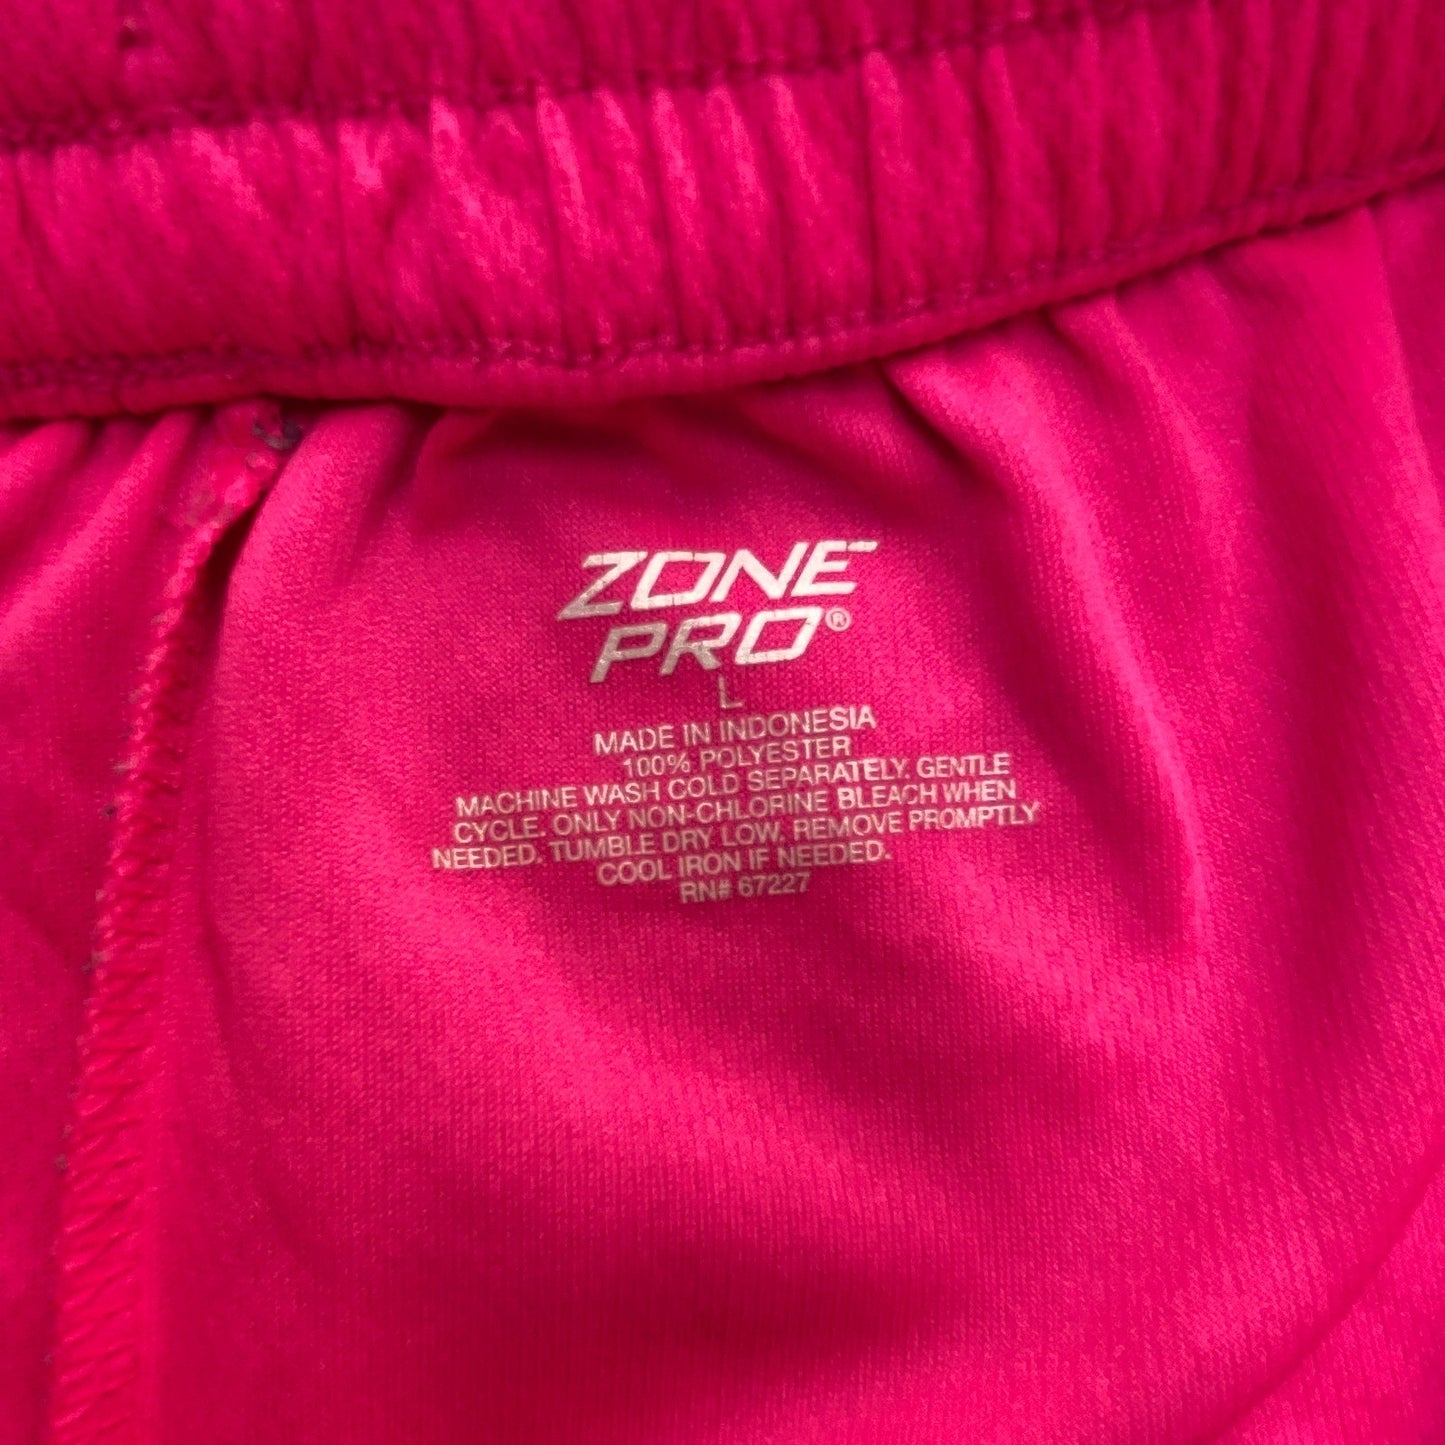 ZONE
PRO®
L
MADE IN INDONESIA
100% POLYESTER
MACHINE WASH COLD SEPARATELY. GENTLE
CYCLE. ONLY NON-CHLORINE BLEACH WHEN
NEEDED. TUMBLE DRY LOW. REMOVE PROMPTLY
COOL IRON IF NEEDED.
RN# 67227